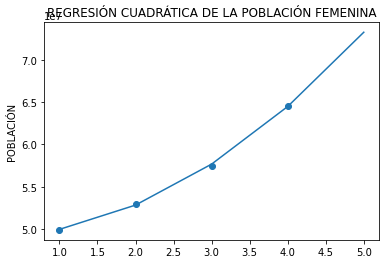 REGRESIÓN CUADRÁTICA DE LA POBLACIÓN FEMENINA
1e7
7.0
6.5
6.0
5.5
5.0
POBLACIÓN
1.0 1.5 2.0 2.5 3.0 3.5 4.0 4.5 5.0